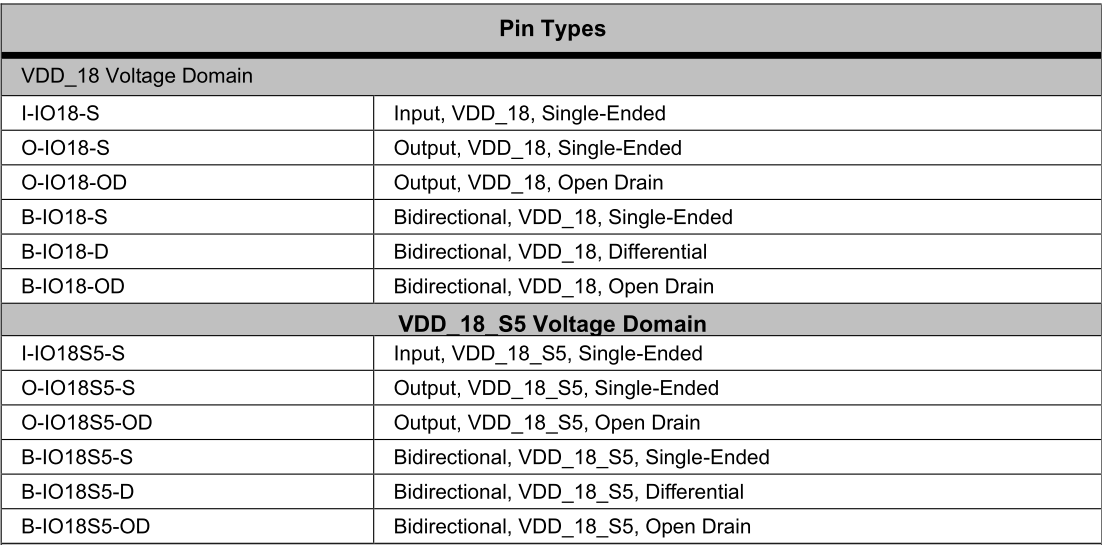 Pin Types
VDD_18 Voltage Domain
I-IO18-S Input, VDD_18, Single-Ended
O-IO18-S Output, VDD_18, Single-Ended
O-IO18-OD Output, VDD_18, Open Drain
B-IO18-S Bidirectional, VDD_18, Single-Ended
B-IO18-D Bidirectional, VDD_18, Differential
B-IO18-OD Bidirectional, VDD_18, Open Drain
VDD_18_S5 Voltage Domain
I-IO18S5-S Input, VDD_18_S5, Single-Ended
O-IO18S5-S Output, VDD_18_S5, Single-Ended
O-IO18S5-OD Output, VDD_18_S5, Open Drain
B-IO18S5-S Bidirectional, VDD_18_S5, Single-Ended
B-IO18S5-D Bidirectional, VDD_18_S5, Differential
B-IO18S5-OD Bidirectional, VDD_18_S5, Open Drain